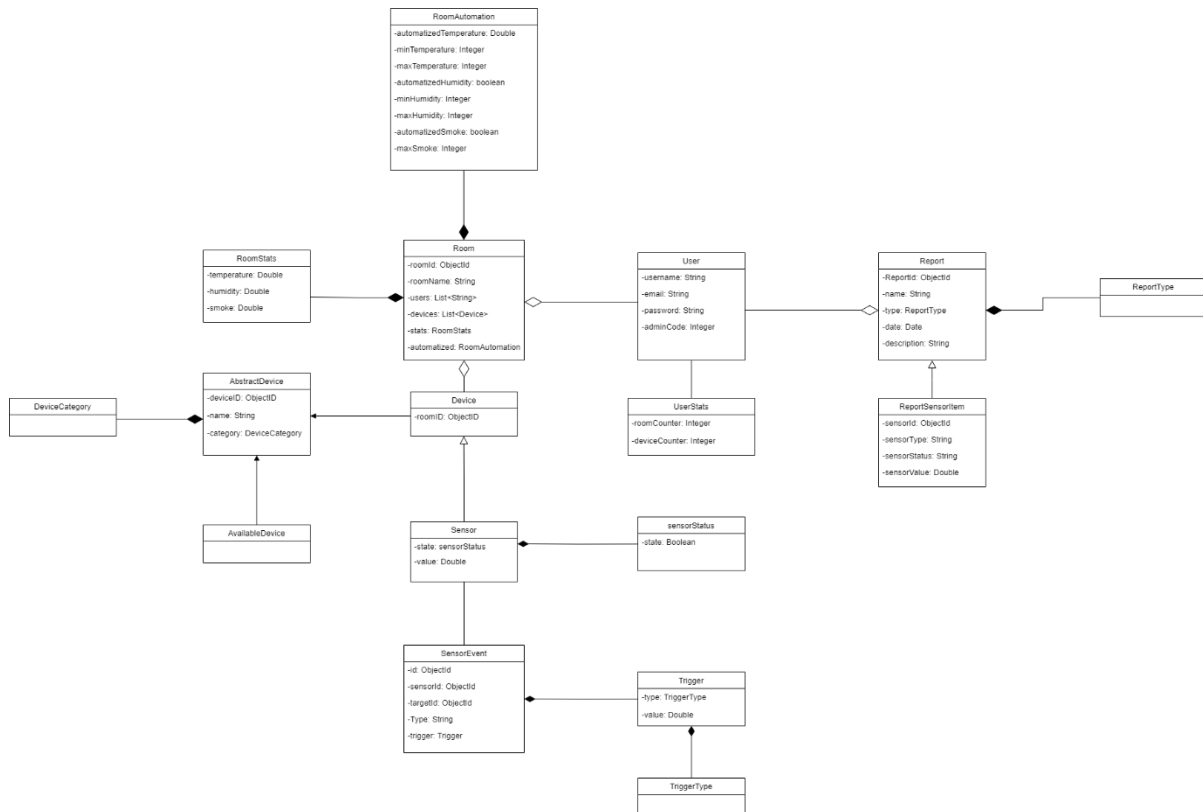 RoomAutomation
-automatizedTemperature: Double
-minTemperature: Integer
-maxTemperature: Integer
-automatizedHumidity: boolean
-minHumidity: Integer
-maxHumidity: Integer
-automatizedSmoke: boolean
-maxSmoke: Integer
RoomStats
-temperature: Double
-humidity: Double
-smoke: Double
Room
-roomId: ObjectId
-roomName: String
-users: List<String>
-devices: List<Device>
-stats: RoomStats
-automatized: RoomAutomation
User
-username: String
-email: String
-password: String
-adminCode: Integer
Report
-ReportId: ObjectId
-name: String
-type: ReportType
-date: Date
-description: String
ReportType
DeviceCategory
AbstractDevice
-deviceID: ObjectID
-name: String
-category: DeviceCategory
Device
-roomID: ObjectID
UserStats
-roomCounter: Integer
-deviceCounter: Integer
ReportSensorItem
-sensorId: ObjectId
-sensorType: String
-sensorStatus: String
-sensorValue: Double
AvailableDevice
Sensor
-state: sensorStatus
-value: Double
sensorStatus
-state: Boolean
SensorEvent
-id: ObjectId
-sensorId: ObjectId
-targetId: ObjectId
-Type: String
-trigger: Trigger
Trigger
-type: TriggerType
-value: Double
TriggerType